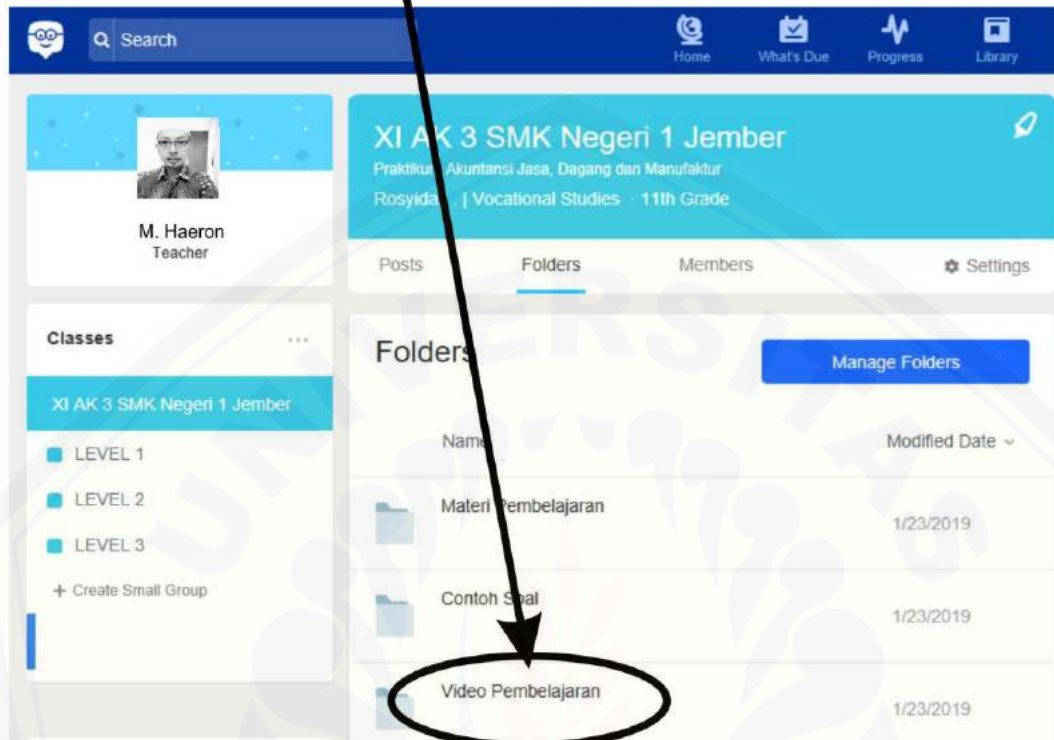 Search
Home
What's Due
Progress
Library
M. Haeron
Teacher
XI AK 3 SMK Negeri 1 Jember
Akuntansi Jasa, Dagang dan Manufaktur
| Vocational Studies · 11th Grade
Posts
Folders
Members
Settings
Classes
XI AK 3 SMK Negeri 1 Jember
LEVEL 1
LEVEL 2
LEVEL 3
+ Create Small Group
Folders
Manage Folders
Name
Modified Date
Materi Pembelajaran
1/23/2019
Contoh Soal
1/23/2019
Video Pembelajaran
1/23/2019
UNIVERSITAS